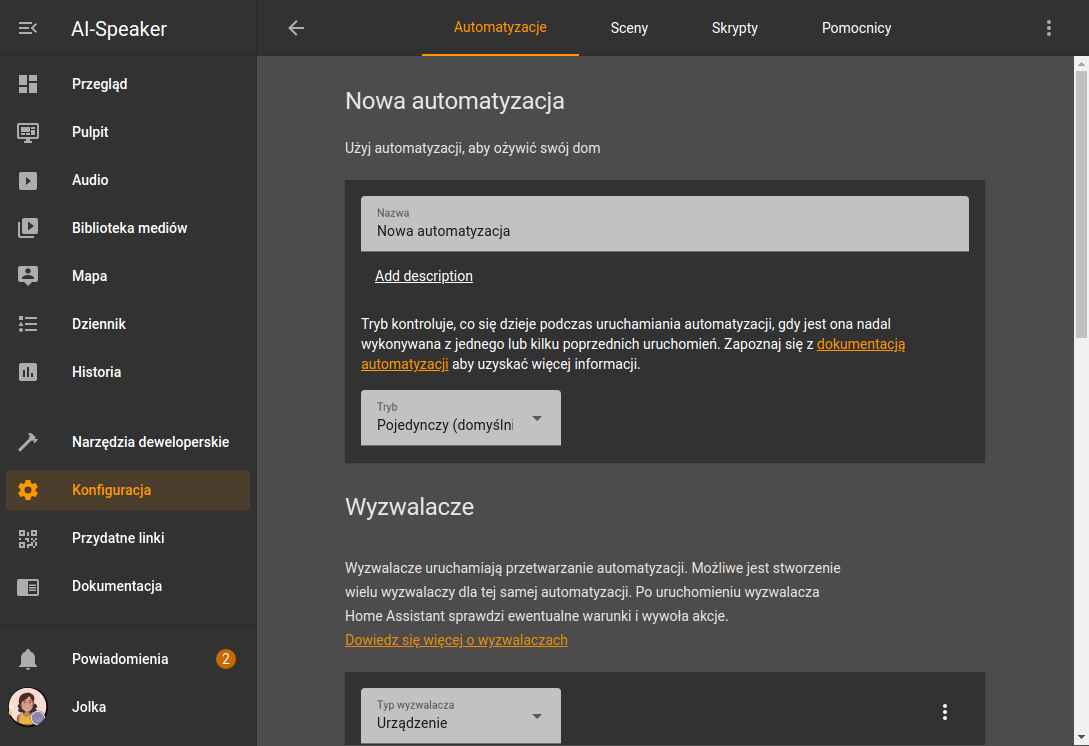 AI-Speaker
Automatyzacje
Sceny
Skrypty
Pomocnicy
Przegląd
Pulpit
Audio
Biblioteka mediów
Mapa
Dziennik
Historia
Narzędzia deweloperskie
Konfiguracja
Przydatne linki
Dokumentacja
Powiadomienia
2
Jolka
Nowa automatyzacja
Użyj automatyzacji, aby ożywić swój dom
Nazwa
Nowa automatyzacja
Add description
Tryb kontroluje, co się dzieje podczas uruchamiania automatyzacji, gdy jest ona nadal
wykonywana z jednego lub kilku poprzednich uruchomień. Zapoznaj się z dokumentacją
automatyzacji aby uzyskać więcej informacji.
Tryb
Pojedynczy (domyślni
Wyzwalacze
Wyzwalacze uruchamiają przetwarzanie automatyzacji. Możliwe jest stworzenie
wielu wyzwalaczy dla tej samej automatyzacji. Po uruchomieniu wyzwalacza
Home Assistant sprawdzi ewentualne warunki i wywoła akcje.
Dowiedz się więcej o wyzwalaczach
Typ wyzwalacza
Urządzenie